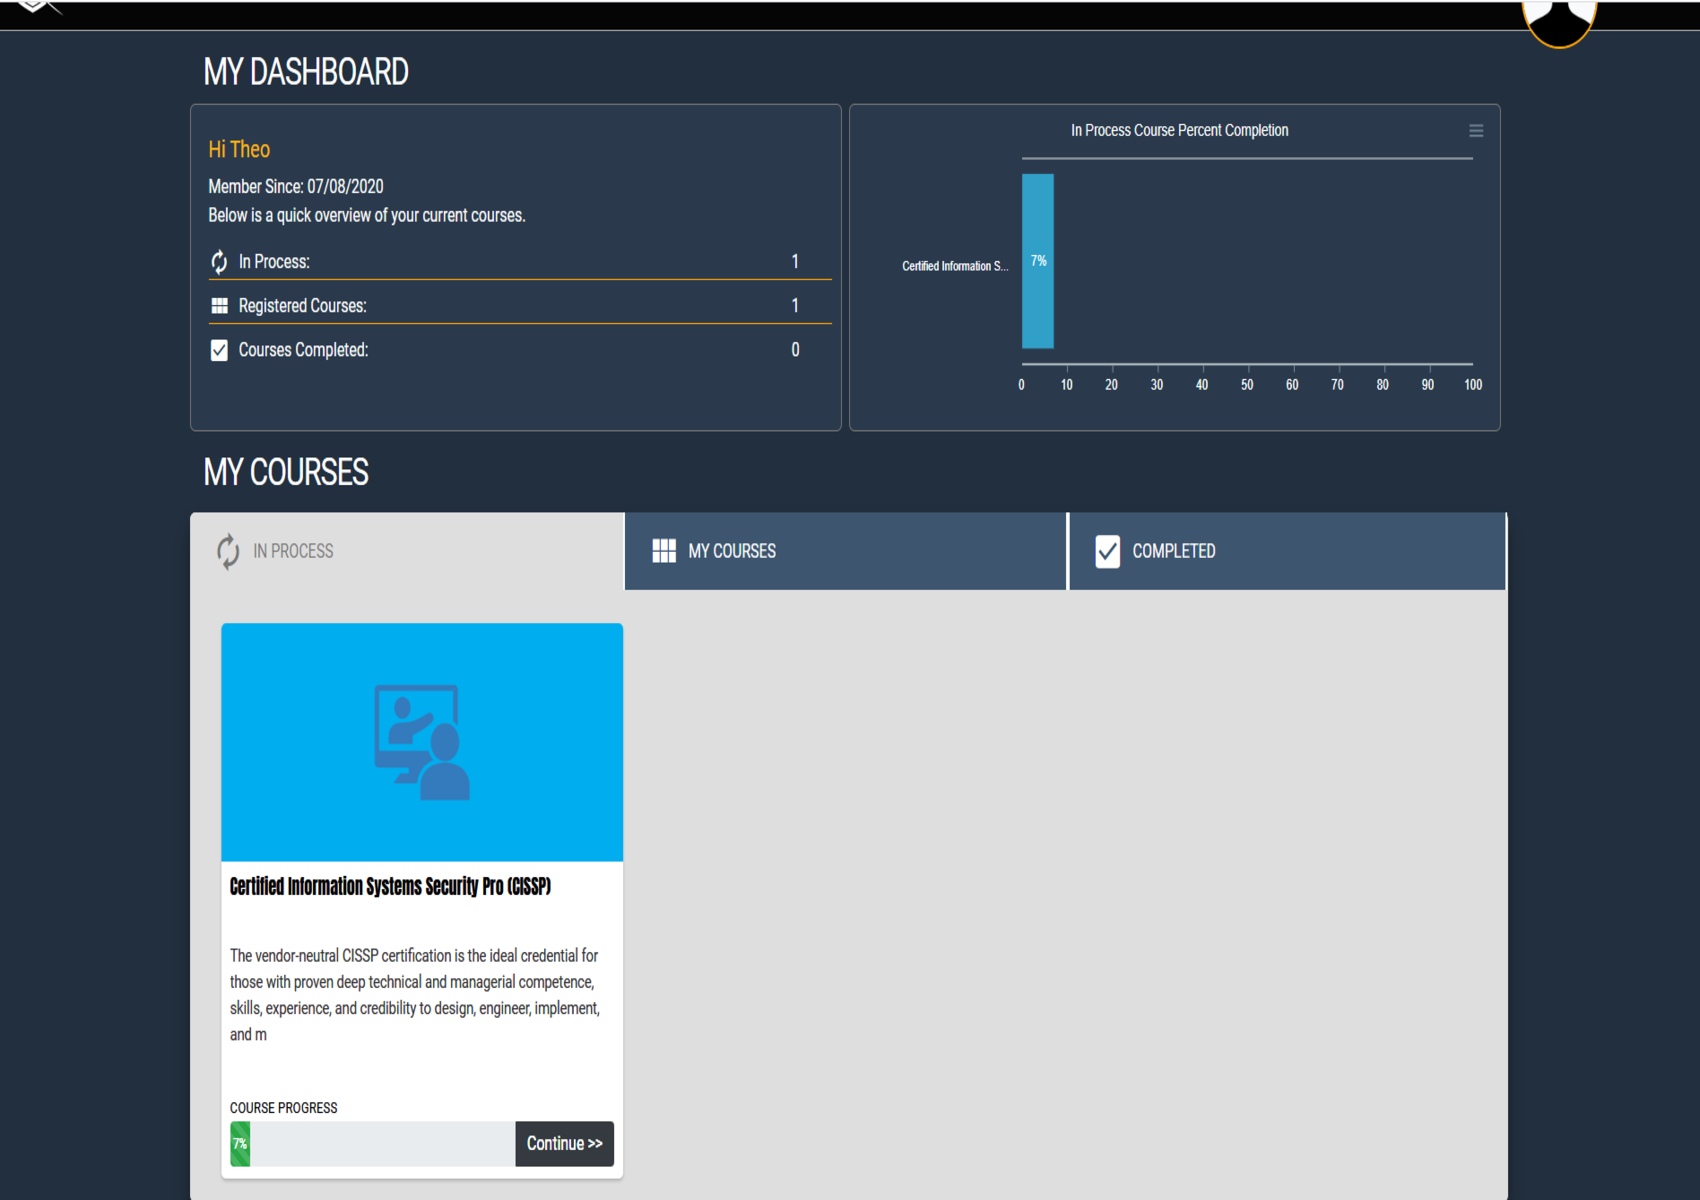 MY DASHBOARD
Hi Theo
Member Since: 07/08/2020
Below is a quick overview of your current courses.
In Process: 1
Registered Courses: 1
Courses Completed: 0
In Process Course Percent Completion
Certified Information S...
7%
0 10 20 30 40 50 60 70 80 90 100
MY COURSES
IN PROCESS
MY COURSES
COMPLETED
Certified Information Systems Security Pro (CISSP)
The vendor-neutral CISSP certification is the ideal credential for
those with proven deep technical and managerial competence,
skills, experience, and credibility to design, engineer, implement,
and m
COURSE PROGRESS
7%
Continue >>